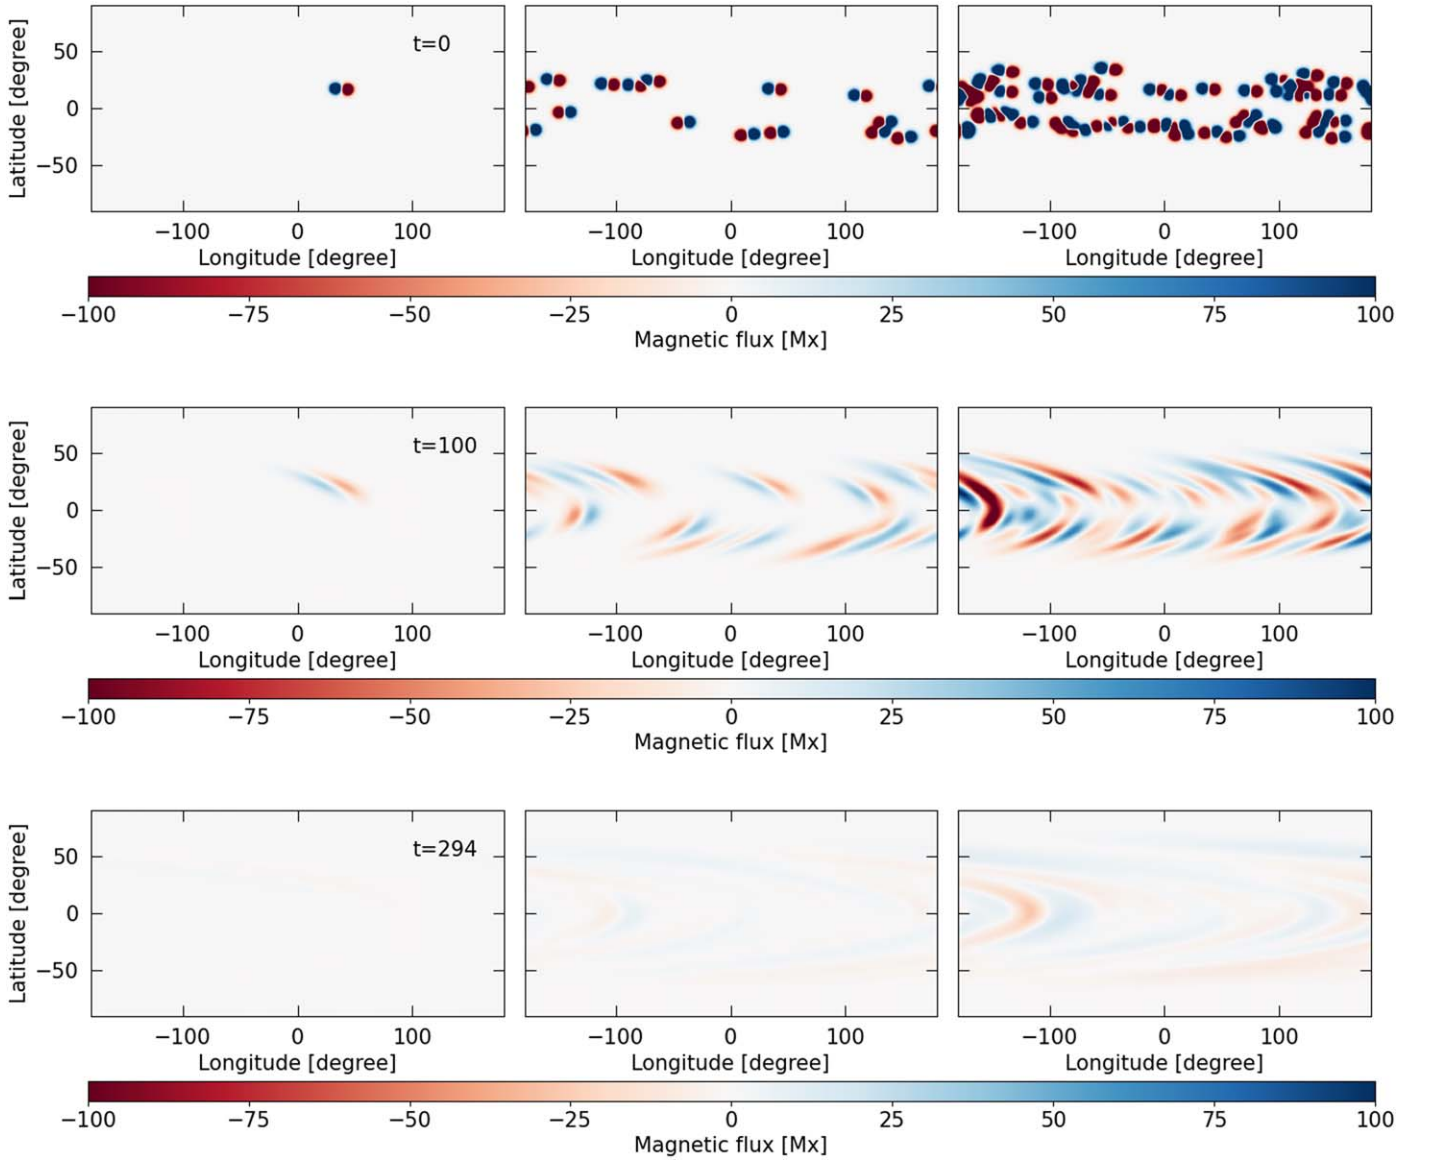 t=0
Latitude [degree]
50
0
−50
−100 0 100 −100 0 100 −100 0 100
Longitude [degree] Longitude [degree] Longitude [degree]
−100 −75 −50 −25 0 25 50 75 100
Magnetic flux [Mx]
t=100
Latitude [degree]
50
0
−50
−100 0 100 −100 0 100 −100 0 100
Longitude [degree] Longitude [degree] Longitude [degree]
−100 −75 −50 −25 0 25 50 75 100
Magnetic flux [Mx]
t=294
Latitude [degree]
50
0
−50
−100 0 100 −100 0 100 −100 0 100
Longitude [degree] Longitude [degree] Longitude [degree]
−100 −75 −50 −25 0 25 50 75 100
Magnetic flux [Mx]